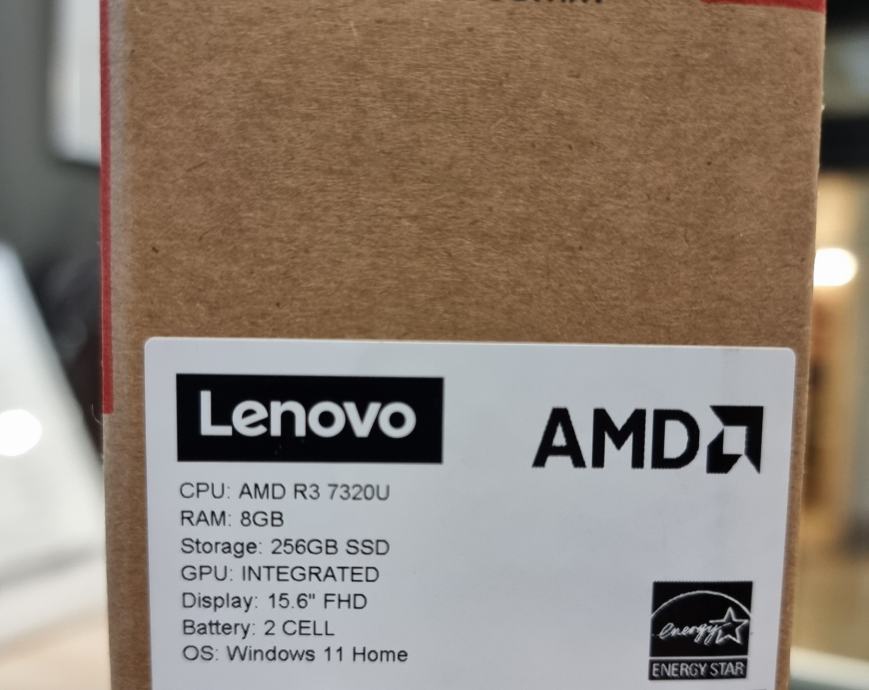 Lenovo
AMD
CPU: AMD R3 7320U
RAM: 8GB
Storage: 256GB SSD
GPU: INTEGRATED
Display: 15.6" FHD
Battery: 2 CELL
OS: Windows 11 Home
energy
ENERGY STAR